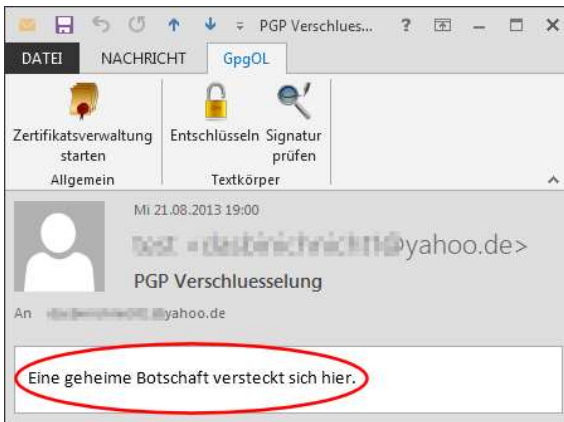 PGP Verschlues...
DATEI NACHRICHT GpgOL
Zertifikatsverwaltung
starten
Entschlüsseln
Signatur
prüfen
Allgemein
Textkörper
Mi 21.08.2013 19:00
yahoo.de>
PGP Verschluesselung
An yahoo.de
Eine geheime Botschaft versteckt sich hier.